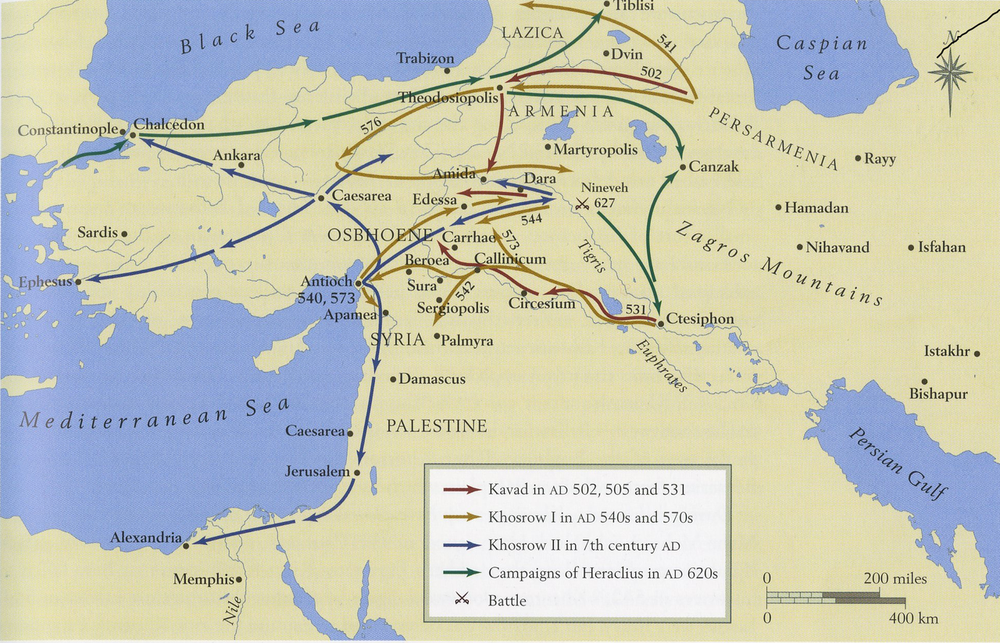 Black Sea
Tiblisi
LAZICA
541
Caspian
Sea
N
Trabizon
Dvin
502
Theodosiopolis
ARMENIA
PERSARMENIA
Constantinople
Chalcedon
576
Ankara
Martyropolis
Rayy
Canzak
Amida
Dara
Caesarea
Edessa
Nineveh
627
Hamadan
544
Sardis
OSBHOENE
Carrhae
573
Zagros Mountains
Tigris
Nihavand
Isfahan
Beroea
Callinicum
Ephesus
Antioch
540, 573
Sura
542
Sergiopolis
Circesium
531
Apamea
Ctesiphon
SYRIA
Palmyra
Euphrates
Istakhr
Damascus
Bishapur
Mediterranean Sea
Caesarea
PALESTINE
Persian Gulf
Jerusalem
Kavad in AD 502, 505 and 531
Khosrow I in AD 540s and 570s
Khosrow II in 7th century AD
Campaigns of Heraclius in AD 620s
Battle
Alexandria
Memphis
Nile
0 200 miles
0 400 km